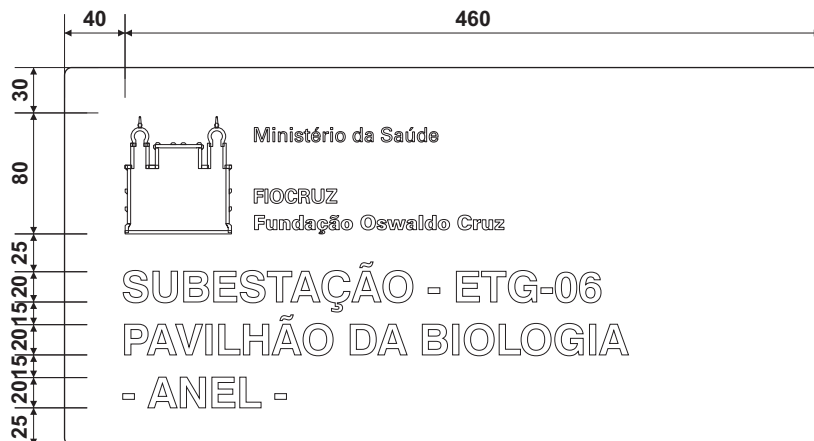 40 460
30
80
25
20
15
20
15
20
25
Ministério da Saúde
FIOCRUZ
Fundação Oswaldo Cruz
SUBESTAÇÃO - ETG-06
PAVILHÃO DA BIOLOGIA
- ANEL -